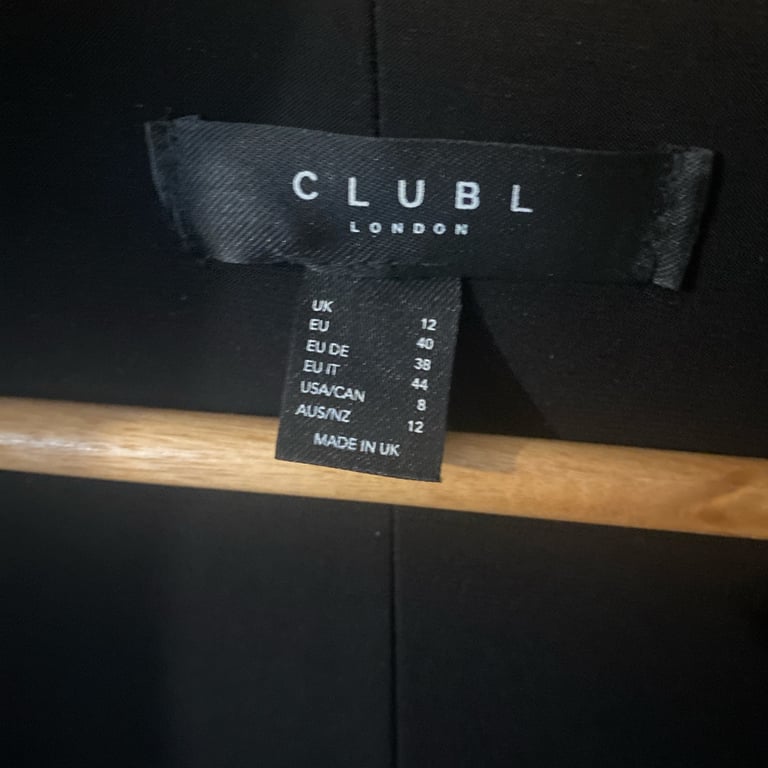 CLUBL
LONDON
UK 12
EU 40
EU DE 38
EU IT 44
USA/CAN 8
AUS/NZ 12
MADE IN UK